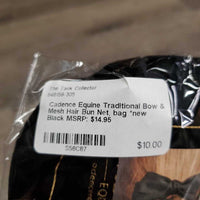 The Tack Collector
Cadence Equine Traditional Bow &
Mesh Hair Bun Net, bag *new
Black MSRP: $14.95
$10.00